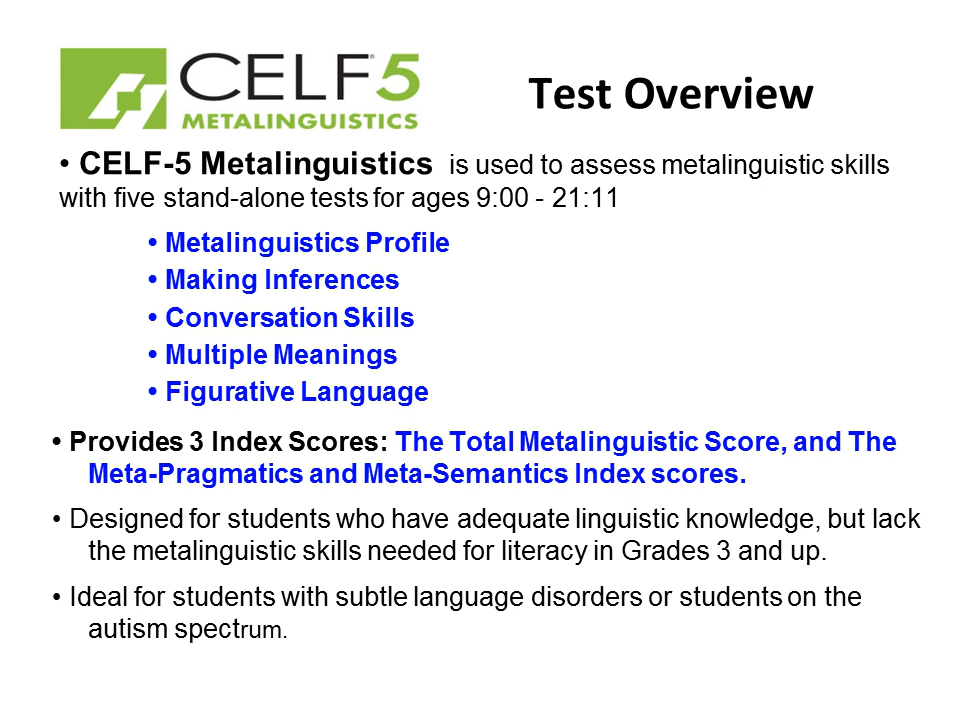 CELF 5
METALINGUISTICS
Test Overview
• CELF-5 Metalinguistics is used to assess metalinguistic skills
with five stand-alone tests for ages 9:00 - 21:11
• Metalinguistics Profile
• Making Inferences
• Conversation Skills
• Multiple Meanings
• Figurative Language
• Provides 3 Index Scores: The Total Metalinguistic Score, and The
Meta-Pragmatics and Meta-Semantics Index scores.
• Designed for students who have adequate linguistic knowledge, but lack
the metalinguistic skills needed for literacy in Grades 3 and up.
• Ideal for students with subtle language disorders or students on the
autism spectrum.